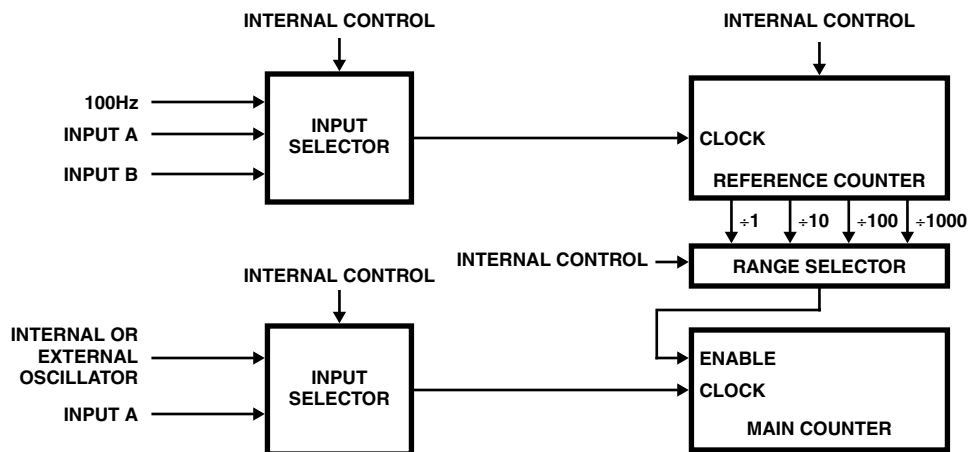 INTERNAL CONTROL
100Hz
INPUT A
INPUT B
INPUT
SELECTOR
INTERNAL CONTROL
CLOCK
REFERENCE COUNTER
÷1
÷10
÷100
÷1000
INTERNAL CONTROL
RANGE SELECTOR
INTERNAL CONTROL
INTERNAL OR
EXTERNAL
OSCILLATOR
INPUT A
INPUT
SELECTOR
ENABLE
CLOCK
MAIN COUNTER